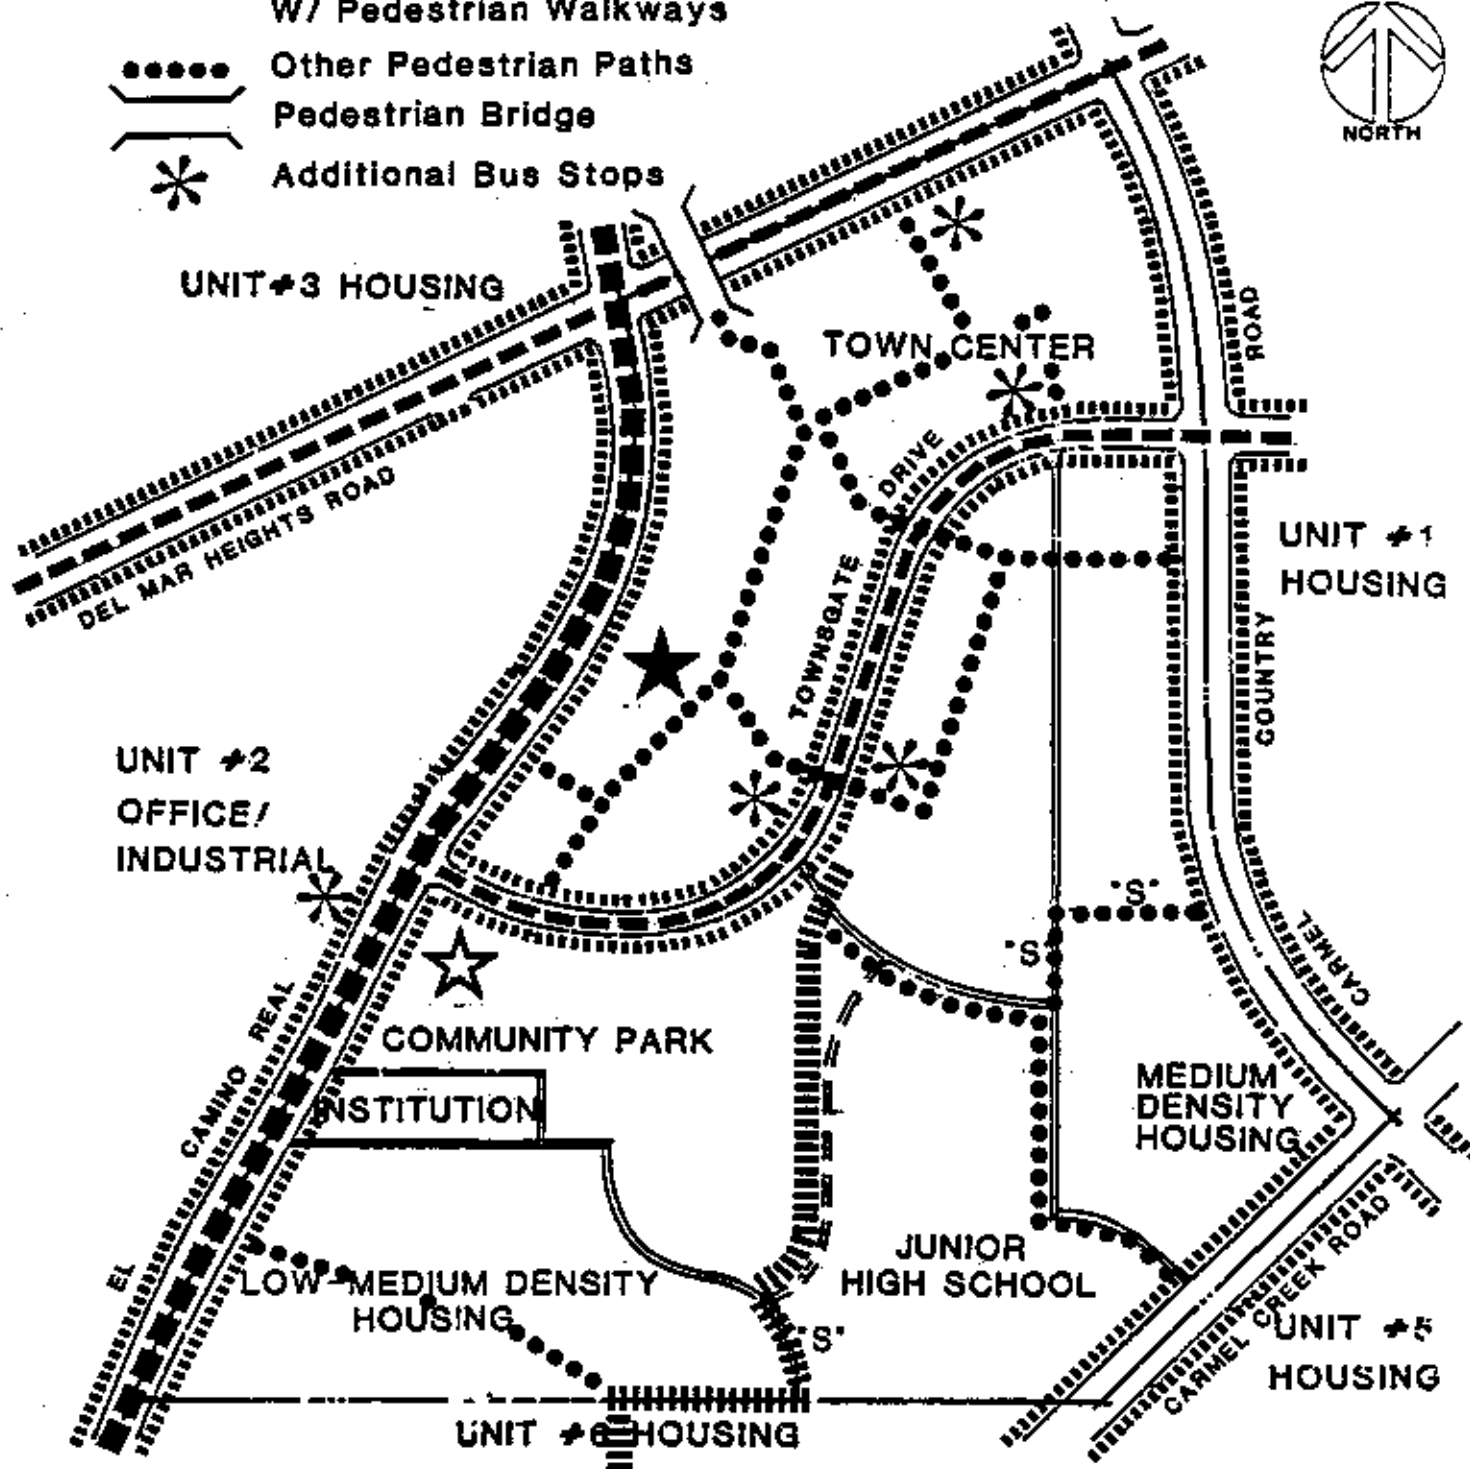 W/ Pedestrian Walkways
Other Pedestrian Paths
Pedestrian Bridge
Additional Bus Stops
NORTH
UNIT #3 HOUSING
TOWN CENTER
ROAD
DEL MAR HEIGHTS ROAD
DRIVE
TOWNSGATE
UNIT #1
HOUSING
COUNTRY
UNIT #2
OFFICE/
INDUSTRIAL
"S"
"S"
CARMEL
COMMUNITY PARK
INSTITUTION
EL CAMINO REAL
MEDIUM
DENSITY
HOUSING
JUNIOR
HIGH SCHOOL
LOW-MEDIUM DENSITY
HOUSING
"S"
CARMEL CREEK ROAD
UNIT #5
HOUSING
UNIT #6 HOUSING